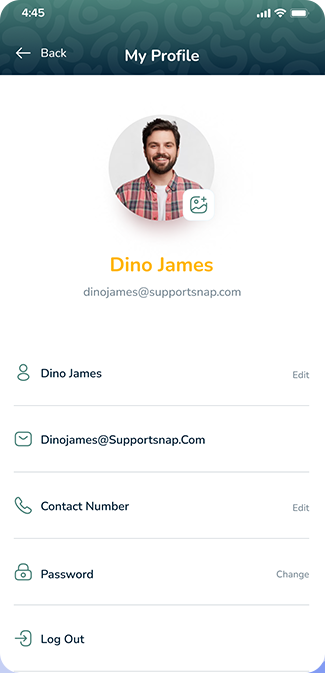 4:45
Back
My Profile
Dino James
dinojames@supportsnap.com
Dino James
Edit
Dinojames@Supportsnap.Com
Contact Number
Edit
Password
Change
Log Out